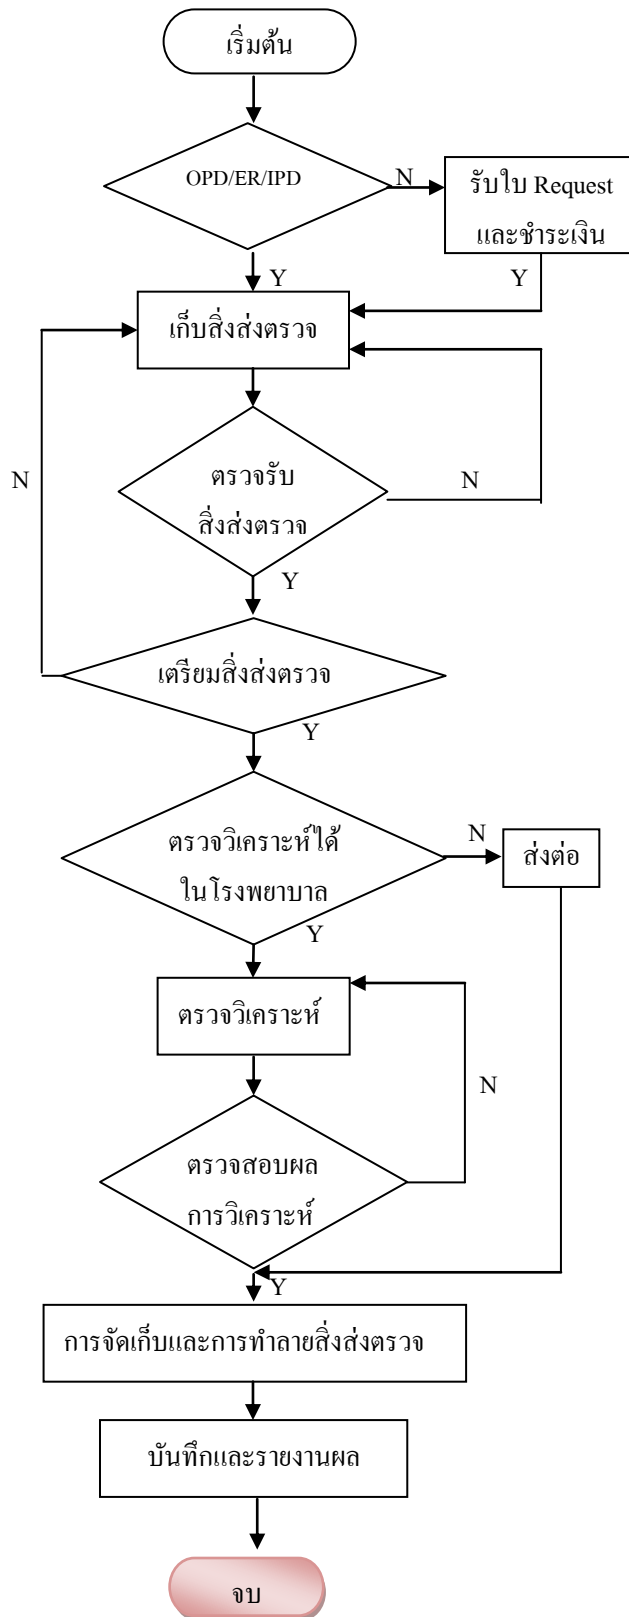 เริ่มต้น
OPD/ER/IPD
N
รับใบ Request
และชำระเงิน
Y
Y
เก็บสิ่งส่งตรวจ
N
ตรวจรับ
สิ่งส่งตรวจ
N
Y
เตรียมสิ่งส่งตรวจ
Y
ตรวจวิเคราะห์ได้
ในโรงพยาบาล
N
ส่งต่อ
Y
ตรวจวิเคราะห์
N
ตรวจสอบผล
การวิเคราะห์
Y
การจัดเก็บและการทำลายสิ่งส่งตรวจ
บันทึกและรายงานผล
จบ